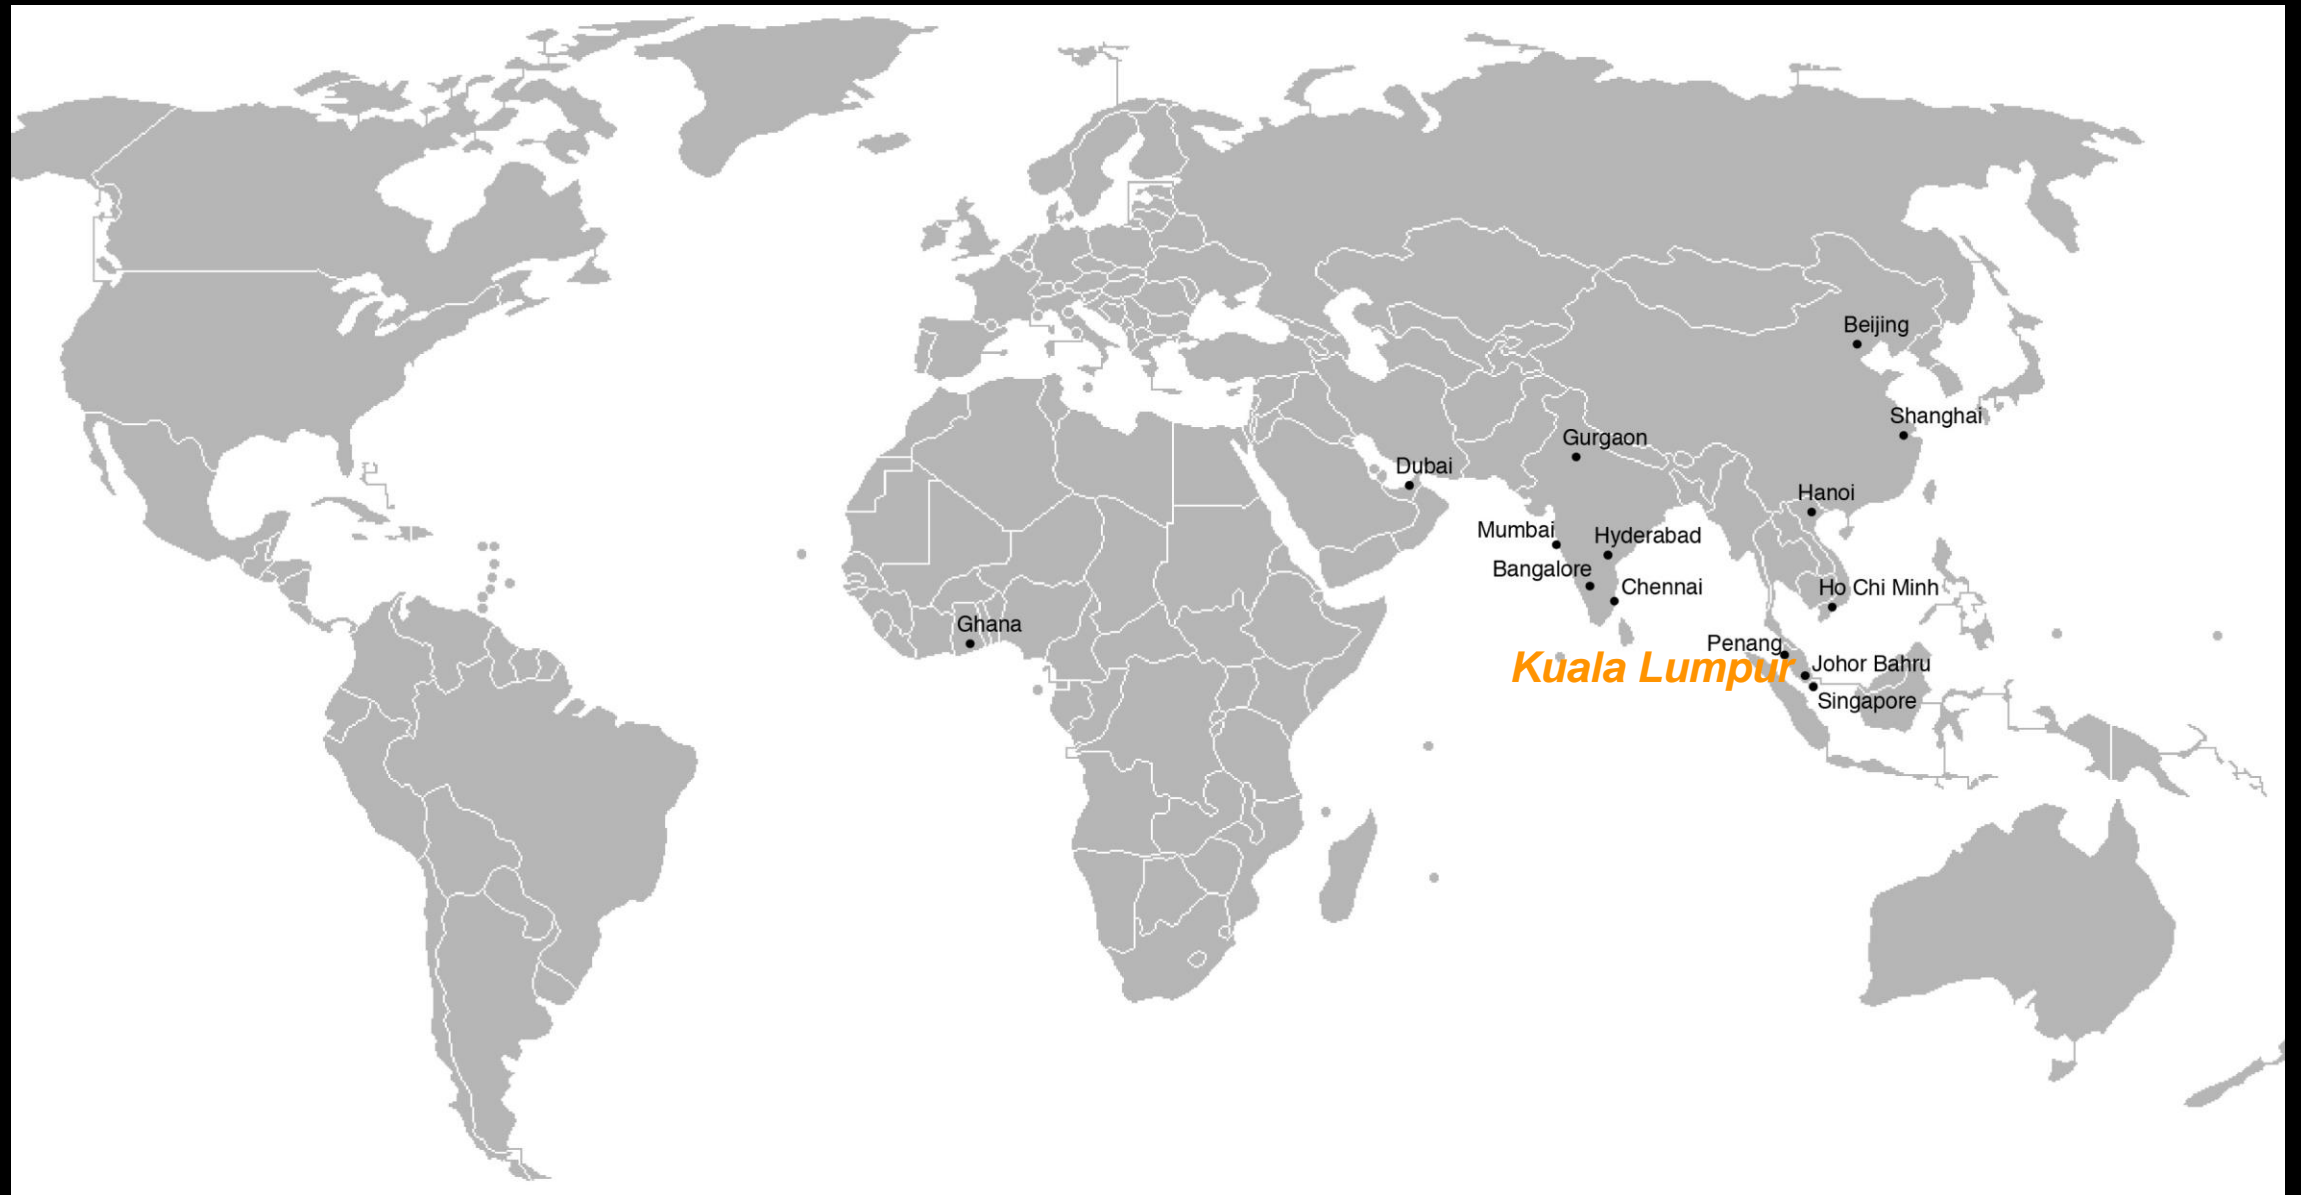 Beijing
Shanghai
Gurgaon
Dubai
Hanoi
Mumbai
Hyderabad
Bangalore
Chennai
Ho Chi Minh
Ghana
Penang
Kuala Lumpur
Johor Bahru
Singapore